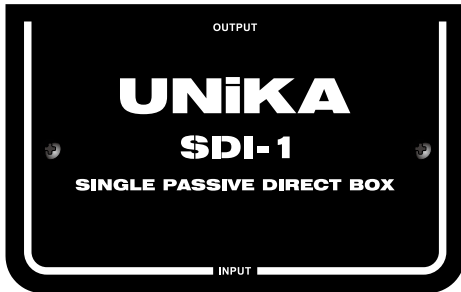 OUTPUT
UNiKA
SDI-1
SINGLE PASSIVE DIRECT BOX
INPUT